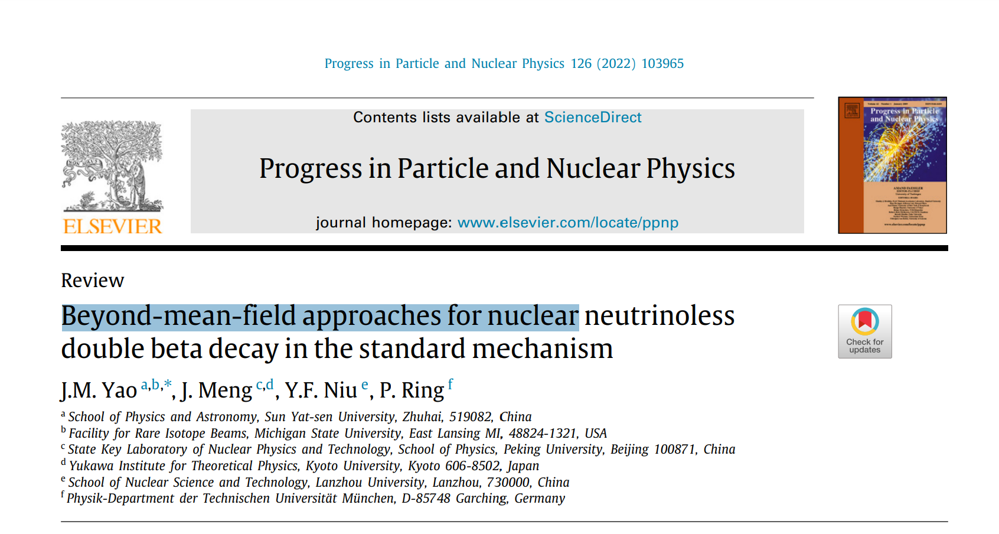 Progress in Particle and Nuclear Physics 126 (2022) 103965
Contents lists available at ScienceDirect
Progress in Particle and Nuclear Physics
journal homepage: www.elsevier.com/locate/ppnp
ELSEVIER
Progress in Particle
and Nuclear Physics
Review
Beyond-mean-field approaches for nuclear neutrinoless
double beta decay in the standard mechanism
Check for
updates
J.M. Yao a,b,*, J. Meng c,d, Y.F. Niu e, P. Ring f
a School of Physics and Astronomy, Sun Yat-sen University, Zhuhai, 519082, China
b Facility for Rare Isotope Beams, Michigan State University, East Lansing MI, 48824-1321, USA
c State Key Laboratory of Nuclear Physics and Technology, School of Physics, Peking University, Beijing 100871, China
d Yukawa Institute for Theoretical Physics, Kyoto University, Kyoto 606-8502, Japan
e School of Nuclear Science and Technology, Lanzhou University, Lanzhou, 730000, China
f Physik-Department der Technischen Universität München, D-85748 Garching, Germany